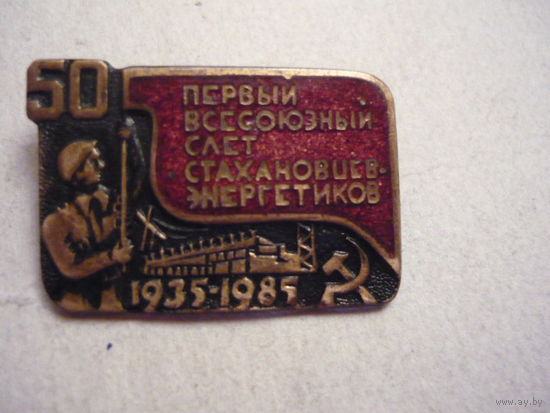 50
ПЕРВЫЙ
ВСЕСОЮЗНЫЙ
СЛЕТ
СТАХАНОВЦЕВ-
ЭНЕРГЕТИКОВ
1935-1985
www.ay.by